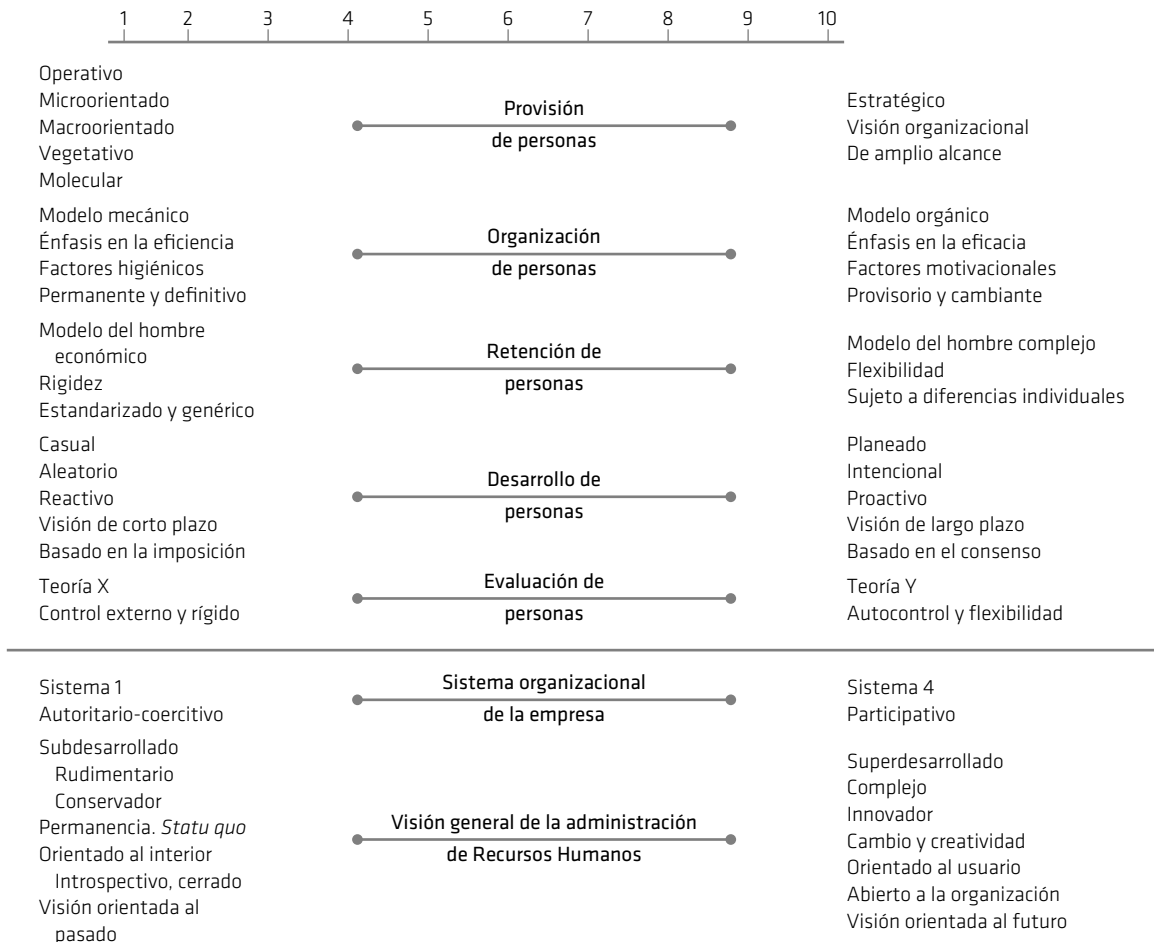 1 2 3 4 5 6 7 8 9 10
Operativo
Microorientado
Macroorientado
Vegetativo
Molecular
Provisión
de personas
Estratégico
Visión organizacional
De amplio alcance
Modelo mecánico
Énfasis en la eficiencia
Factores higiénicos
Permanente y definitivo
Organización
de personas
Modelo orgánico
Énfasis en la eficacia
Factores motivacionales
Provisorio y cambiante
Modelo del hombre
económico
Rigidez
Estandarizado y genérico
Retención de
personas
Modelo del hombre complejo
Flexibilidad
Sujeto a diferencias individuales
Casual
Aleatorio
Reactivo
Visión de corto plazo
Basado en la imposición
Desarrollo de
personas
Planeado
Intencional
Proactivo
Visión de largo plazo
Basado en el consenso
Teoría X
Control externo y rígido
Evaluación de
personas
Teoría Y
Autocontrol y flexibilidad
Sistema 1
Autoritario-coercitivo
Sistema organizacional
de la empresa
Sistema 4
Participativo
Subdesarrollado
Rudimentario
Conservador
Permanencia. Statu quo
Orientado al interior
Introspectivo, cerrado
Visión orientada al
pasado
Visión general de la administración
de Recursos Humanos
Superdesarrollado
Complejo
Innovador
Cambio y creatividad
Orientado al usuario
Abierto a la organización
Visión orientada al futuro